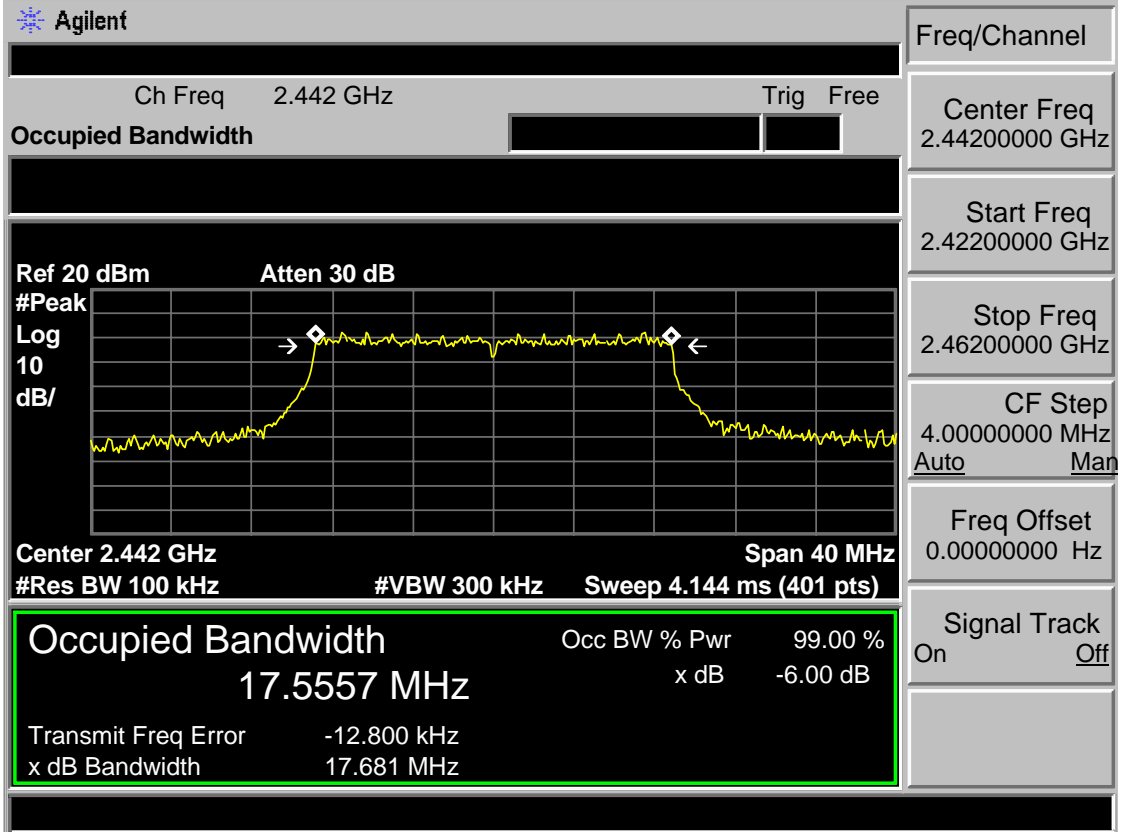 Agilent
Ch Freq 2.442 GHz Trig Free
Occupied Bandwidth
Ref 20 dBm Atten 30 dB
#Peak
Log
10
dB/
Center 2.442 GHz Span 40 MHz
#Res BW 100 kHz #VBW 300 kHz Sweep 4.144 ms (401 pts)
Occupied Bandwidth
17.5557 MHz
Occ BW % Pwr 99.00 %
x dB -6.00 dB
Transmit Freq Error -12.800 kHz
x dB Bandwidth 17.681 MHz
Freq/Channel
Center Freq
2.44200000 GHz
Start Freq
2.42200000 GHz
Stop Freq
2.46200000 GHz
CF Step
4.00000000 MHz
Auto Man
Freq Offset
0.00000000 Hz
Signal Track
On Off